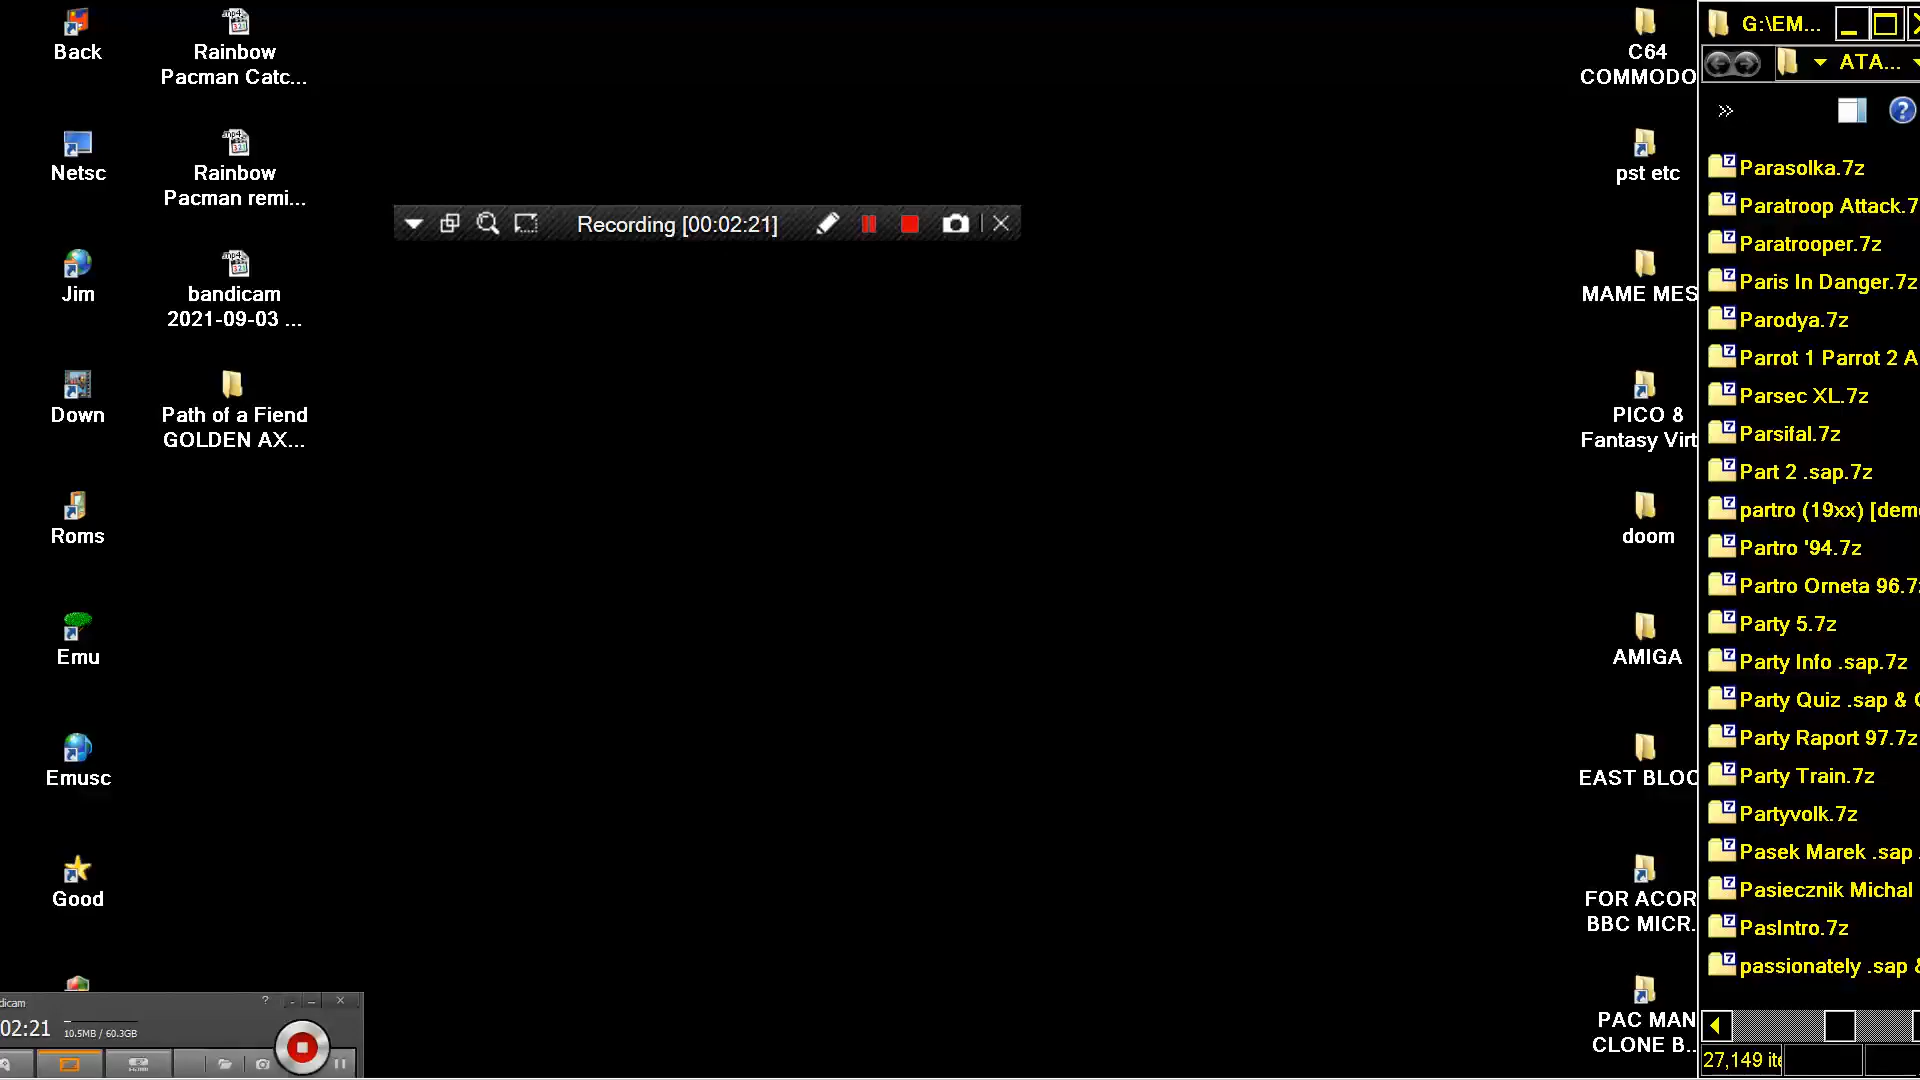 Back
Rainbow
Pacman Catc...
Netsc
Rainbow
Pacman remi...
Jim
bandicam
2021-09-03 ...
Down
Path of a Fiend
GOLDEN AX...
Roms
Emu
Emusc
Good
Recording [00:02:21]
C64
COMMODO
pst etc
MAME MES
PICO 8
Fantasy Virt
doom
AMIGA
EAST BLOC
FOR ACOR
BBC MICR.
PAC MAN
CLONE B..
G:\EM...
ATA...
Parasolka.7z
Paratroop Attack.7
Paratrooper.7z
Paris In Danger.7z
Parodya.7z
Parrot 1 Parrot 2 A
Parsec XL.7z
Parsifal.7z
Part 2 .sap.7z
partro (19xx) [dem
Partro '94.7z
Partro Orneta 96.7z
Party 5.7z
Party Info .sap.7z
Party Quiz .sap &
Party Raport 97.7z
Party Train.7z
Partyvolk.7z
Pasek Marek .sap .
Pasiecznik Michal
PasIntro.7z
passionately .sap &
27,149 ite
dicam
02:21
10.5MB / 60.3GB